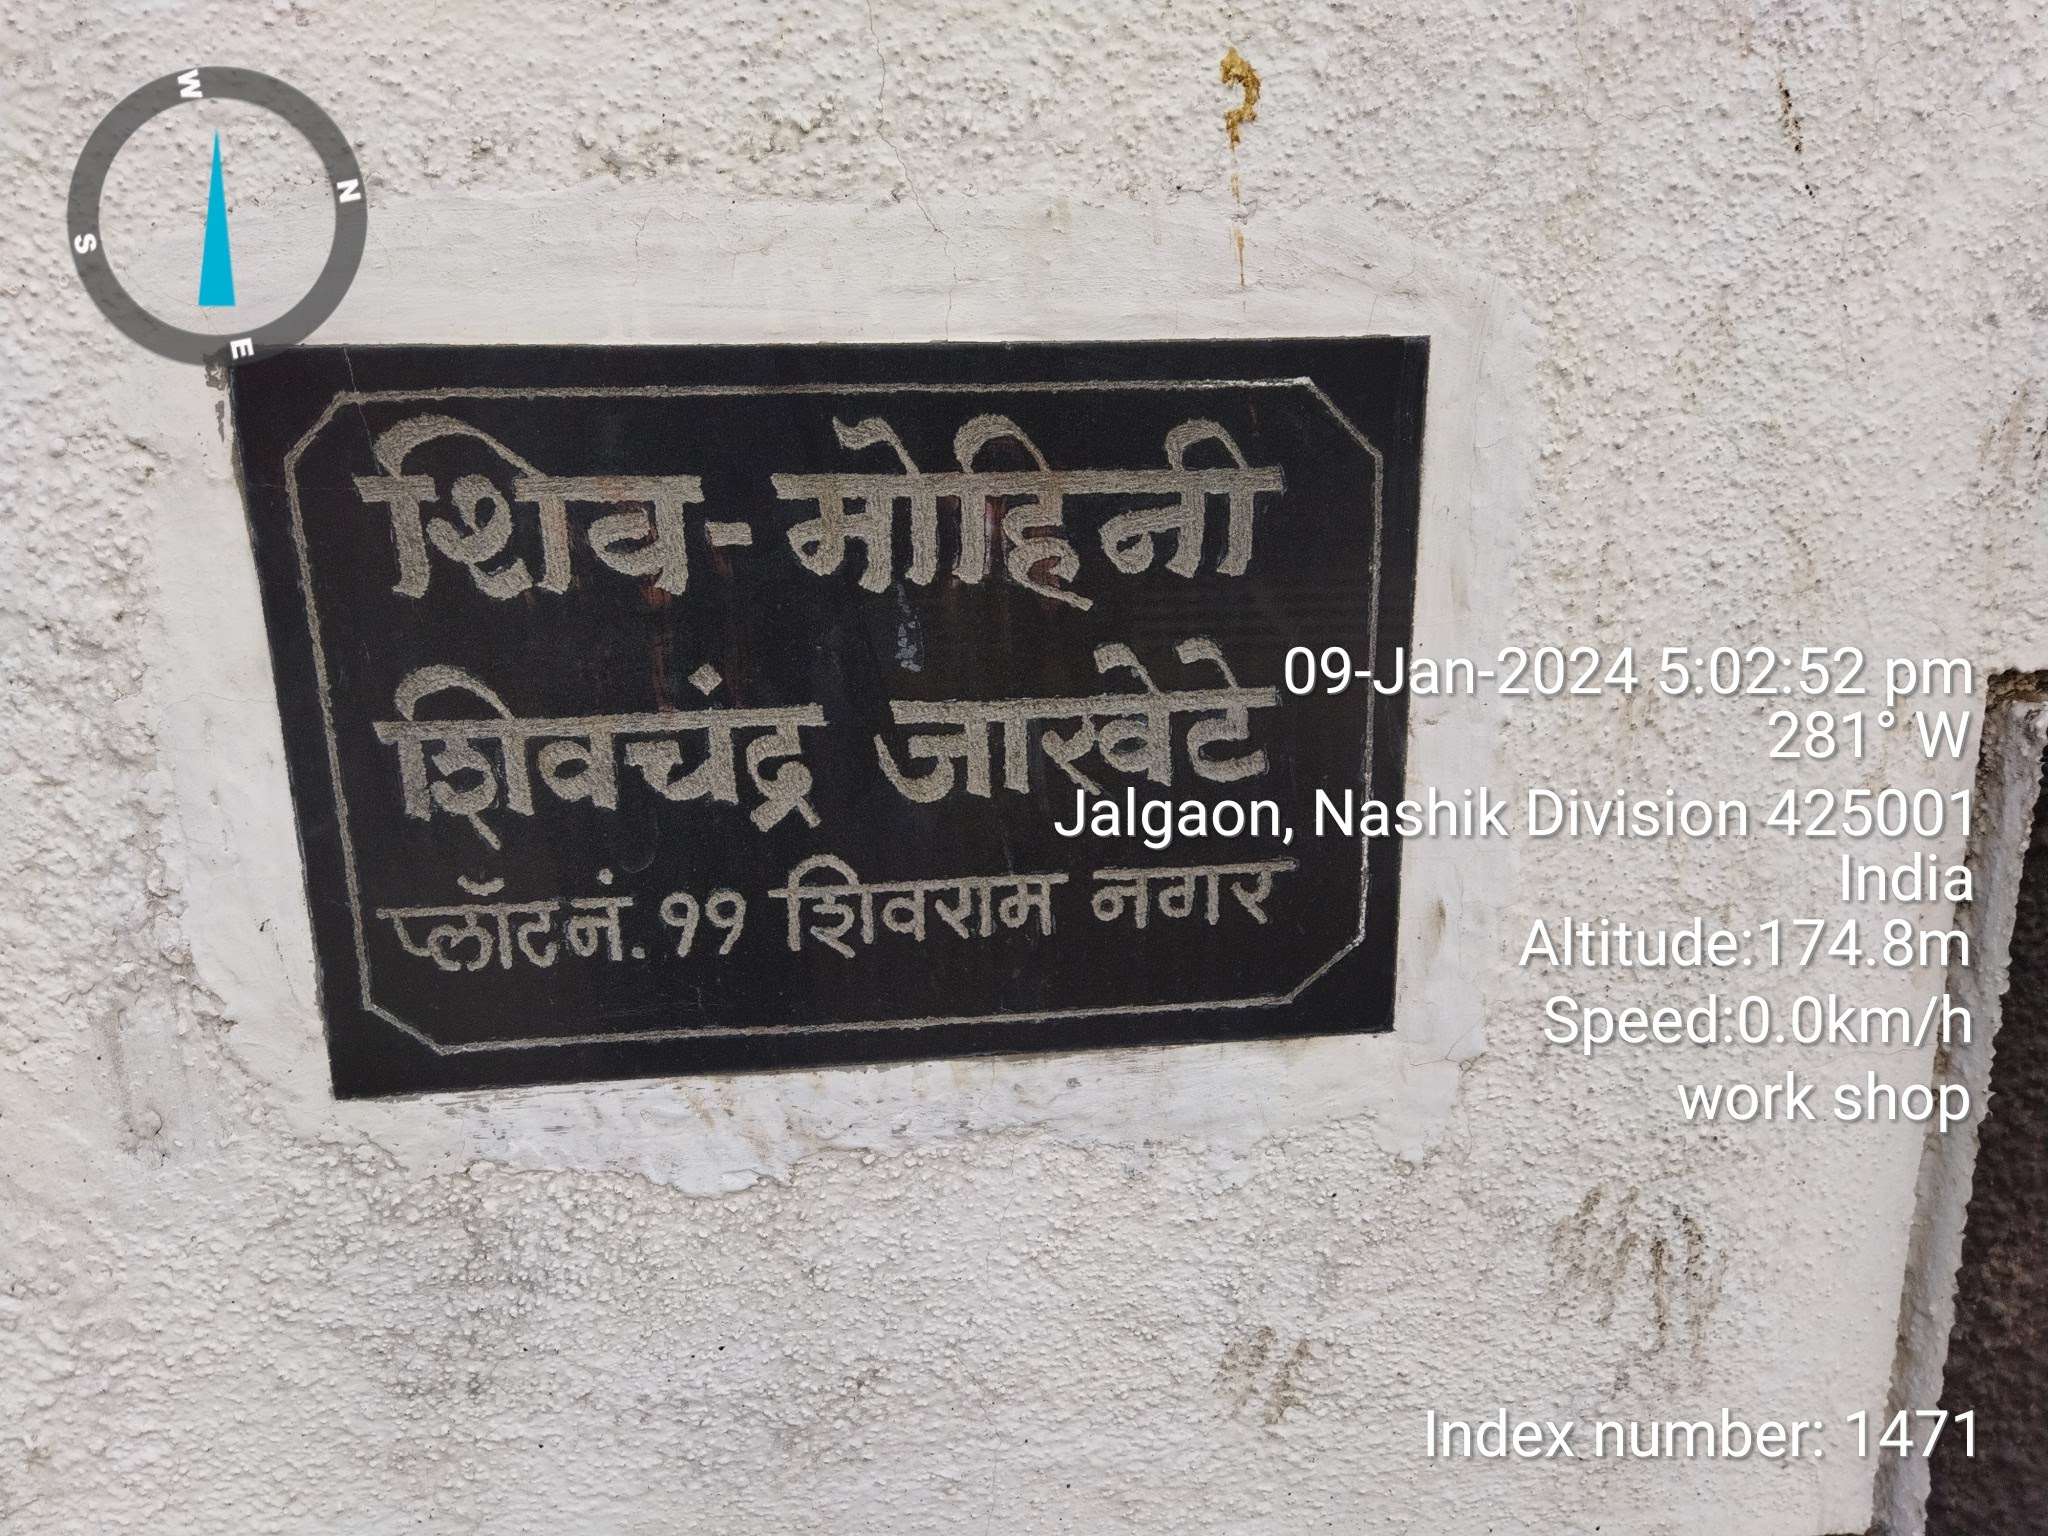 W
N
S
E
शिव-मोहिनी
शिवचंद्र जाखेटे
प्लॉट नं. ११ शिवराम नगर
09-Jan-2024 5:02:52 pm
281° W
Jalgaon, Nashik Division 425001
India
Altitude:174.8m
Speed:0.0km/h
work shop
Index number: 1471